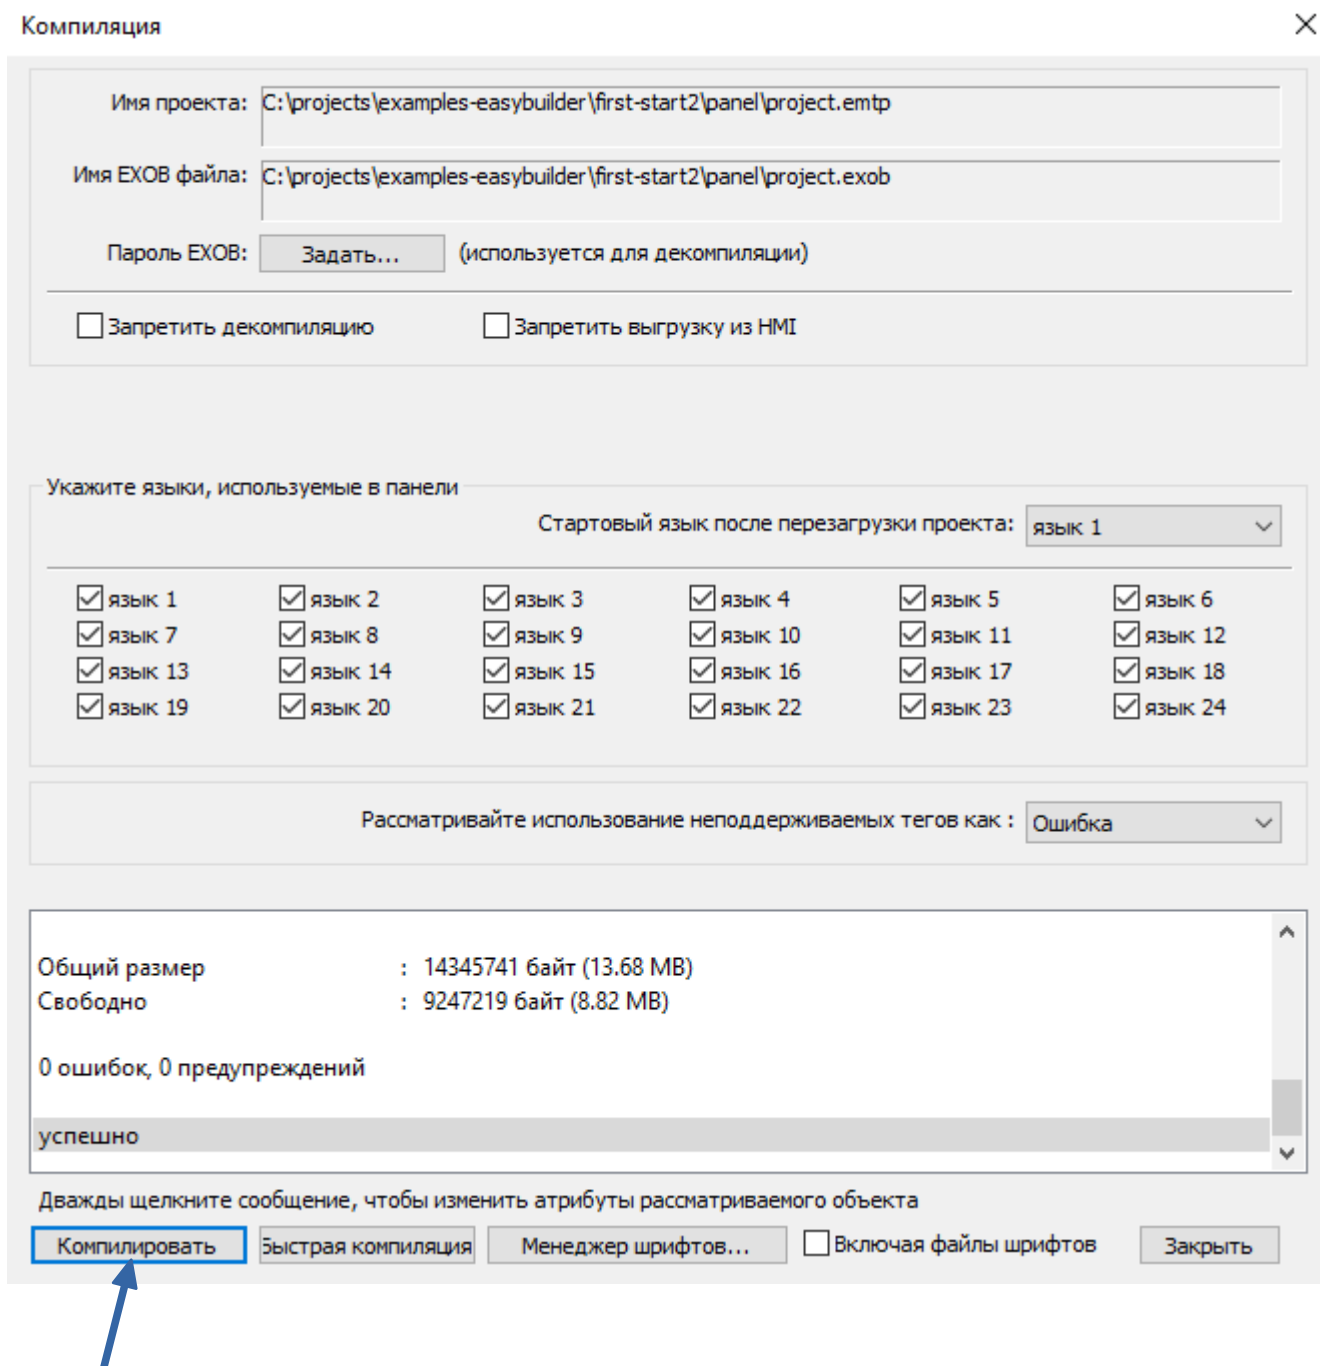 Компиляция
Имя проекта: C:\projects\examples-easybuilder\first-start2\panel\project.emtp
Имя EXOB файла: C:\projects\examples-easybuilder\first-start2\panel\project.exob
Пароль EXOB: Задать... (используется для декомпиляции)
Запретить декомпиляцию Запретить выгрузку из HMI
Укажите языки, используемые в панели
Стартовый язык после перезагрузки проекта: язык 1
язык 1 язык 2 язык 3 язык 4 язык 5 язык 6
язык 7 язык 8 язык 9 язык 10 язык 11 язык 12
язык 13 язык 14 язык 15 язык 16 язык 17 язык 18
язык 19 язык 20 язык 21 язык 22 язык 23 язык 24
Рассматривайте использование неподдерживаемых тегов как : Ошибка
Общий размер : 14345741 байт (13.68 MB)
Свободно : 9247219 байт (8.82 MB)
0 ошибок, 0 предупреждений
успешно
Дважды щелкните сообщение, чтобы изменить атрибуты рассматриваемого объекта
Компилировать Быстрая компиляция Менеджер шрифтов... Включая файлы шрифтов Закрыть